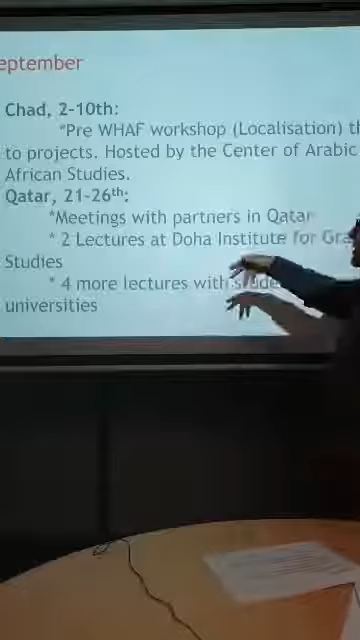 eptember
Chad, 2-10th:
*Pre WHAF workshop (Localisation) th
to projects. Hosted by the Center of Arabic
African Studies.
Qatar, 21-26th:
*Meetings with partners in Qatar
* 2 Lectures at Doha Institute for Gra
Studies
* 4 more lectures with stude
universities